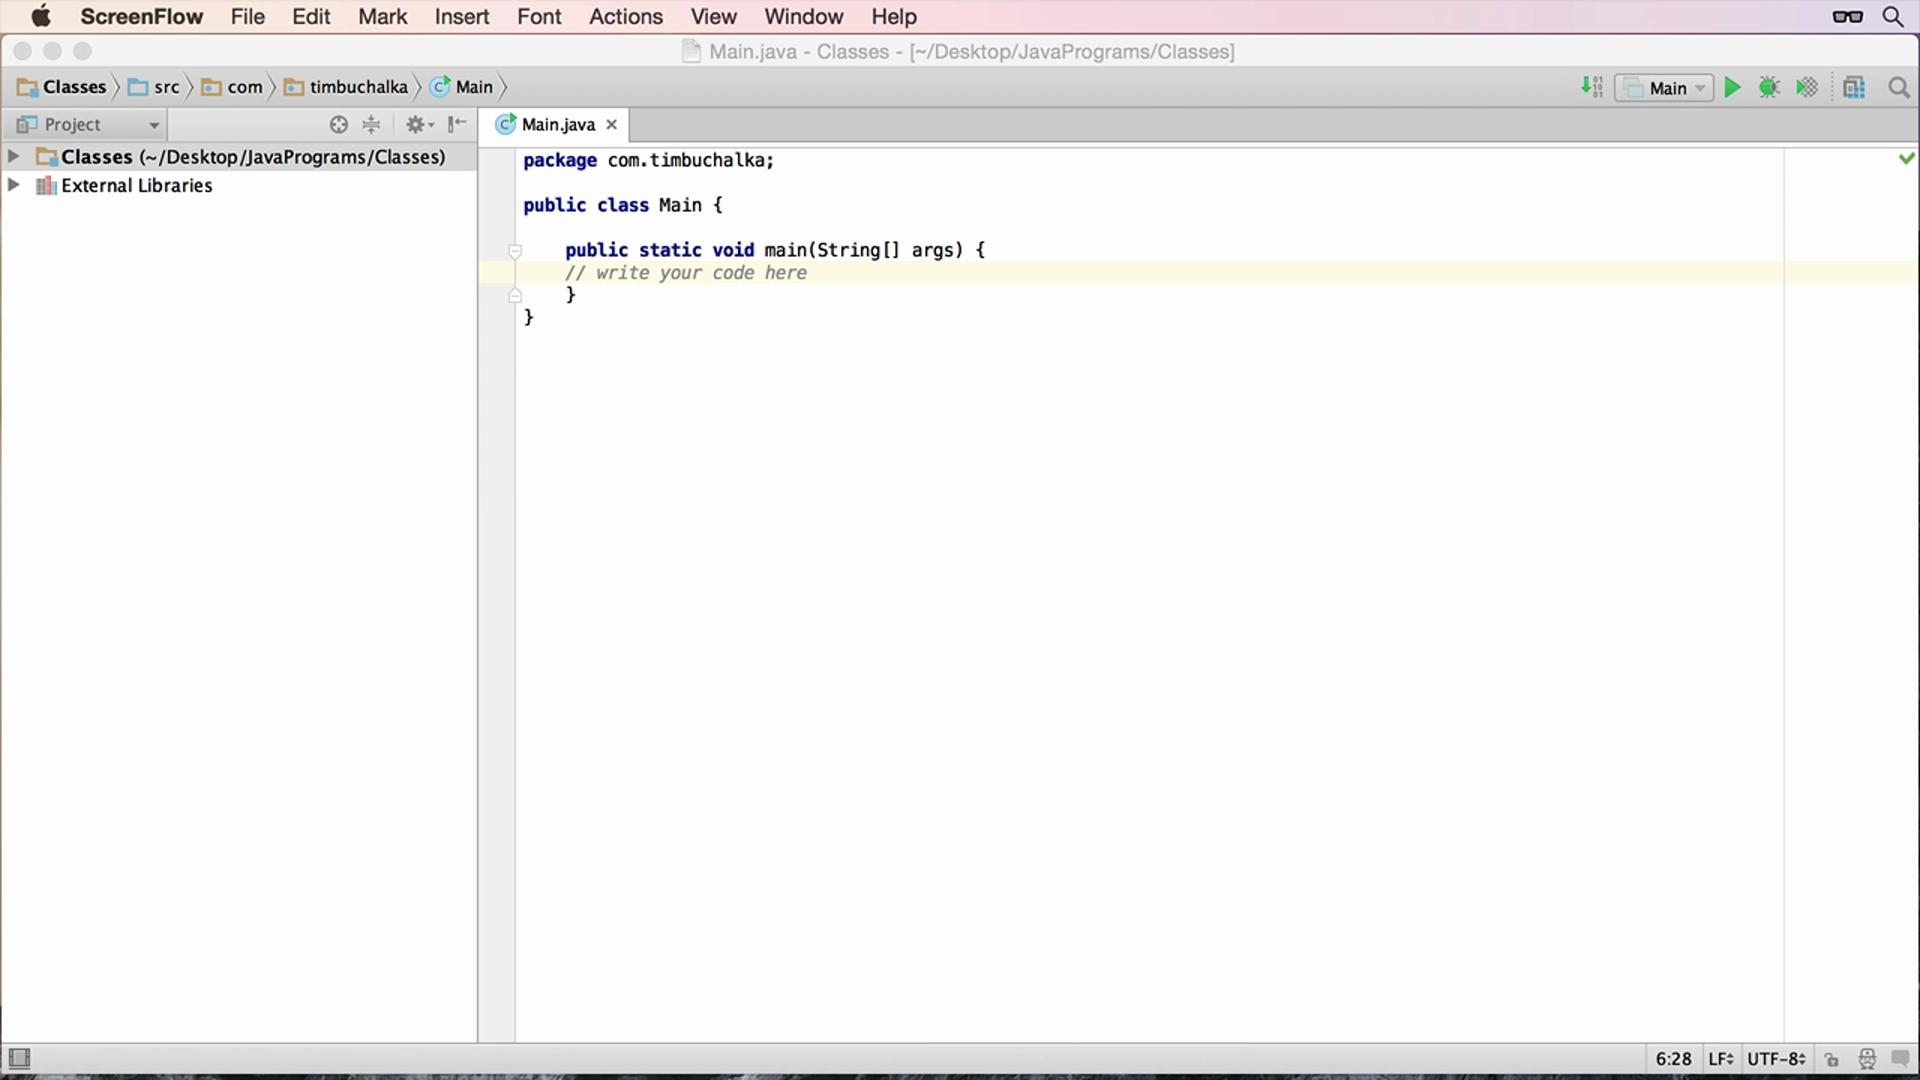 ScreenFlow File Edit Mark Insert Font Actions View Window Help
Main.java - Classes - [~/Desktop/JavaPrograms/Classes]
Classes src com timbuchalka Main
Main
Project
Main.java
Classes (~/Desktop/JavaPrograms/Classes)
External Libraries
package com.timbuchalka;
public class Main {
public static void main(String[] args) {
// write your code here
}
}
6:28 LF UTF-8